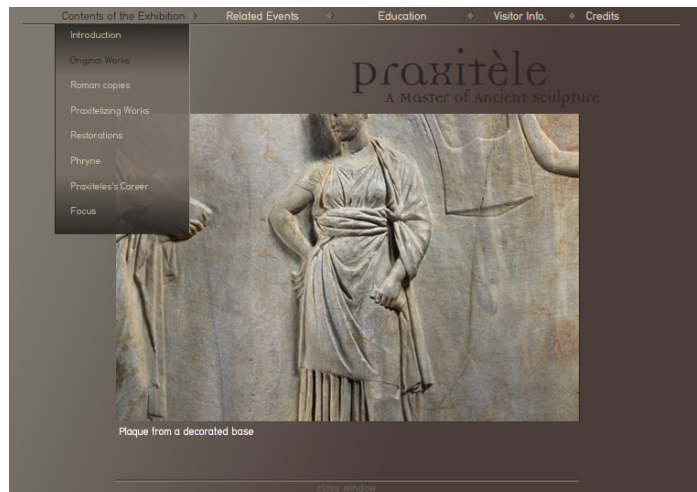 Contents of the Exhibition
Related Events
Education
Visitor Info.
Credits
Introduction
Original Works
Roman copies
Praxitelizing Works
Restorations
Phryne
Praxiteles's Career
Focus
praxitèle
A Master of Ancient Sculpture
Plaque from a decorated base
close window